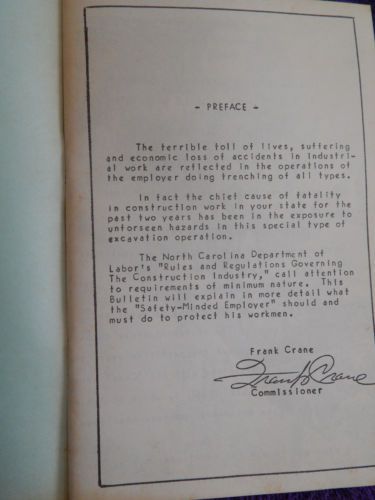 - PREFACE -
The terrible toll of lives, suffering
and economic loss of accidents in industri-
al work are reflected in the operations of
the employer doing trenching of all types.
In fact the chief cause of fatality
in construction work in your state for the
past two years has been in the exposure to
unforseen hazards in this special type of
excavation operation.
The North Carolina Department of
Labor's "Rules and Regulations Governing
The Construction Industry," call attention
to requirements of minimum nature. This
Bulletin will explain in more detail what
the "Safety-Minded Employer" should and
must do to protect his workmen.
Frank Crane
Frank Crane
Commissioner